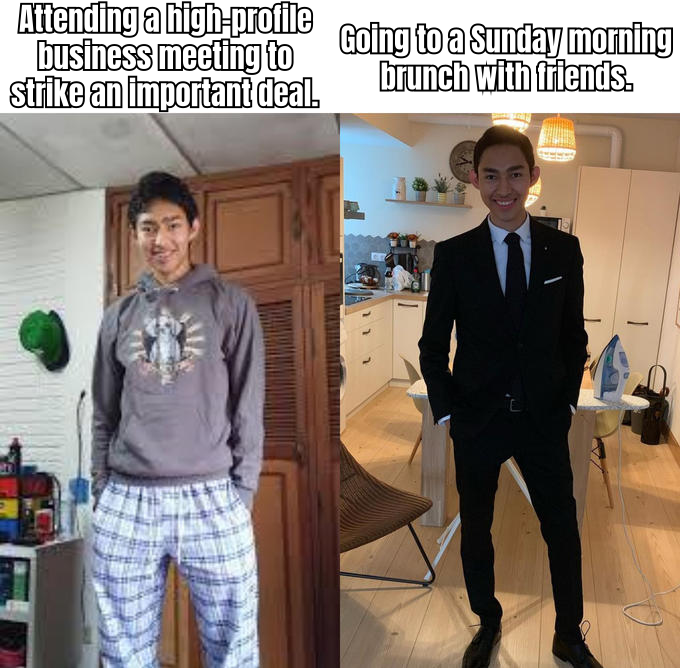 Attending a high-profile
business meeting to
strike an important deal.
Going to a Sunday morning
brunch with friends.